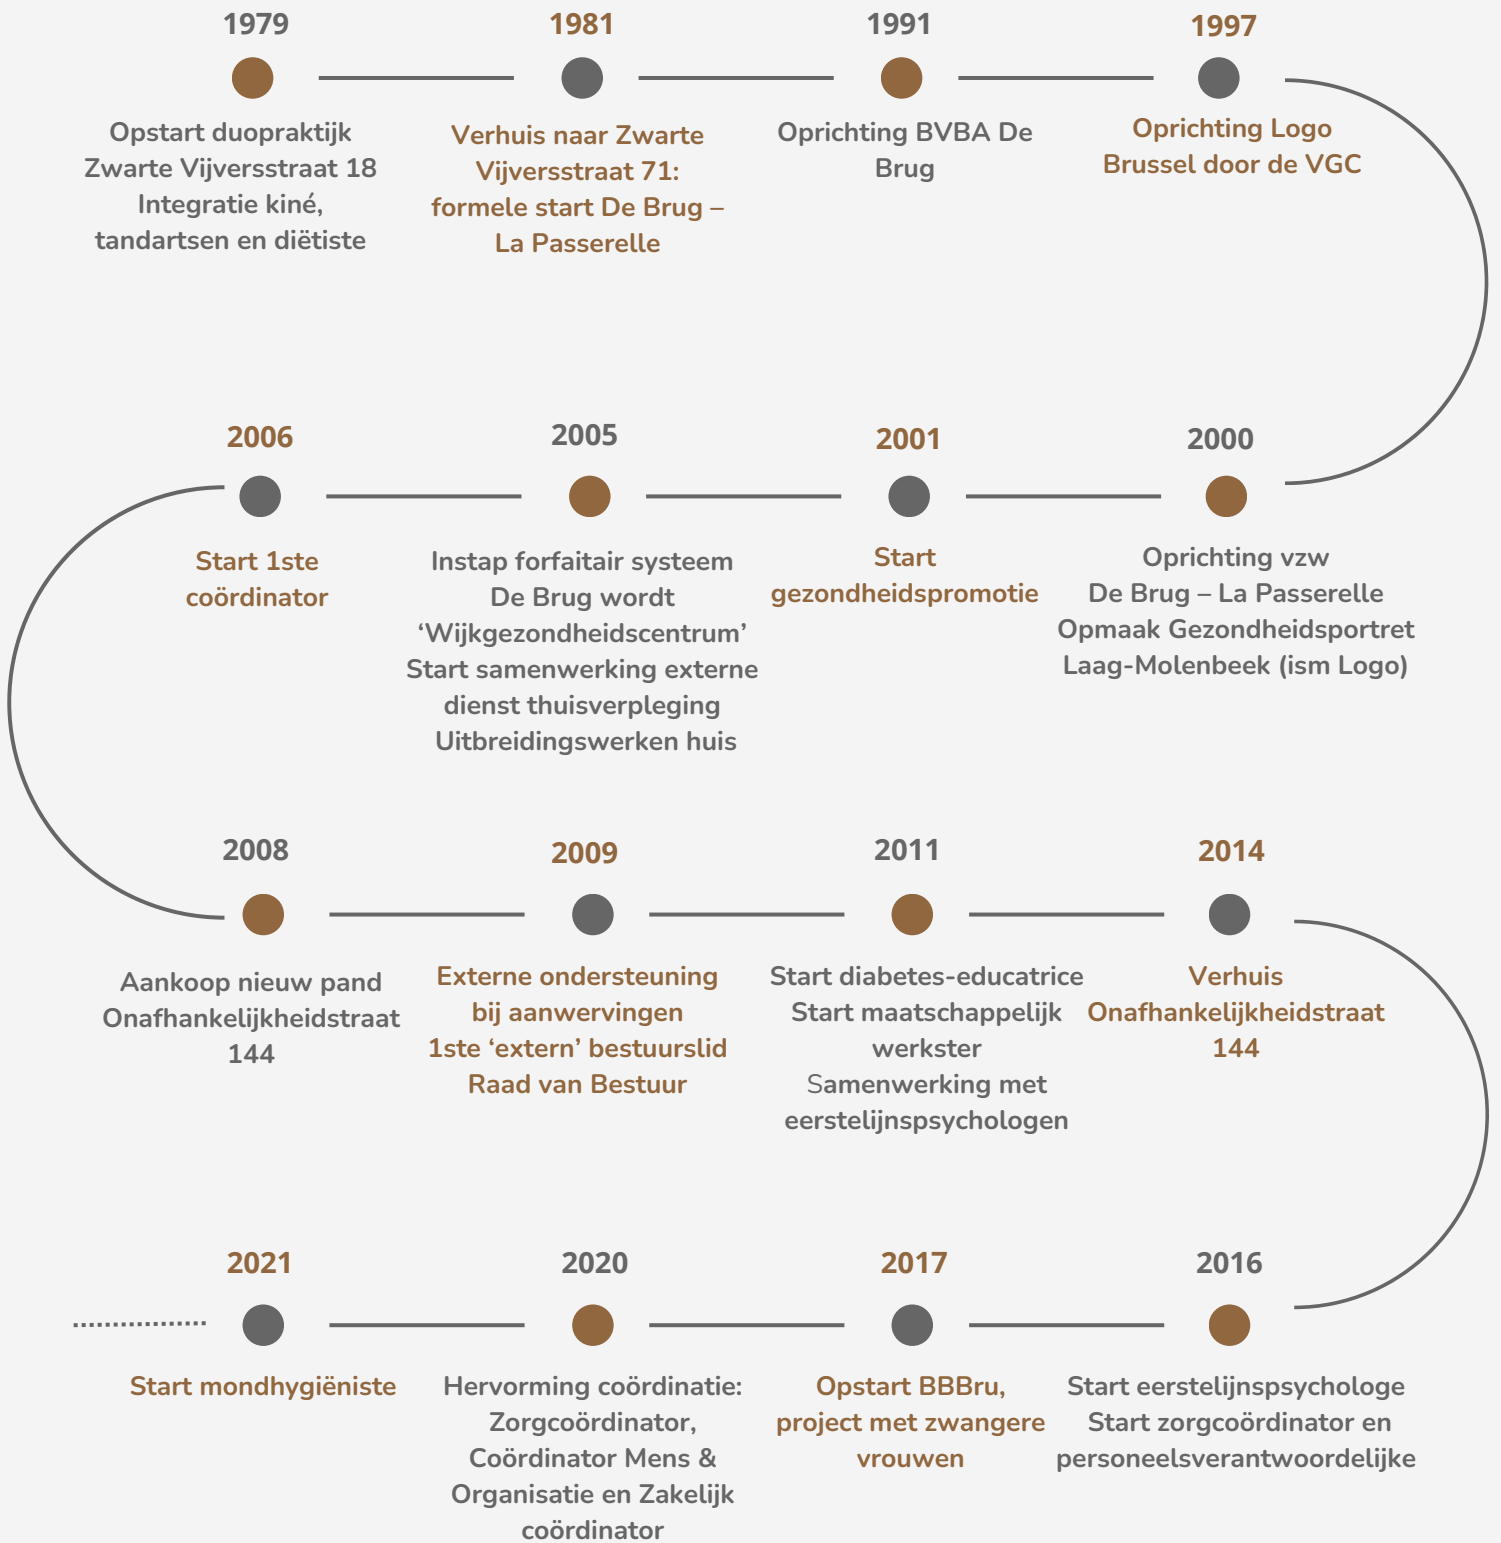 1979
Opstart duopraktijk
Zwarte Vijversstraat 18
Integratie kiné,
tandartsen en diëtiste
1981
Verhuis naar Zwarte
Vijversstraat 71:
formele start De Brug –
La Passerelle
1991
Oprichting BVBA De
Brug
1997
Oprichting Logo
Brussel door de VGC
2000
Oprichting vzw
De Brug – La Passerelle
Opmaak Gezondheidsportret
Laag-Molenbeek (ism Logo)
2001
Start
gezondheidspromotie
2005
Instap forfaitair systeem
De Brug wordt
‘Wijkgezondheidscentrum’
Start samenwerking externe
dienst thuisverpleging
Uitbreidingswerken huis
2006
Start 1ste
coördinator
2008
Aankoop nieuw pand
Onafhankelijkheidstraat
144
2009
Externe ondersteuning
bij aanwervingen
1ste ‘extern’ bestuurslid
Raad van Bestuur
2011
Start diabetes-educatrice
Start maatschappelijk
werkster
Samenwerking met
eerstelijnspsychologen
2014
Verhuis
Onafhankelijkheidstraat
144
2016
Start eerstelijnspsychologe
Start zorgcoördinator en
personeelsverantwoordelijke
2017
Opstart BBBru,
project met zwangere
vrouwen
2020
Hervorming coördinatie:
Zorgcoördinator,
Coördinator Mens &
Organisatie en Zakelijk
coördinator
2021
Start mondhygiëniste